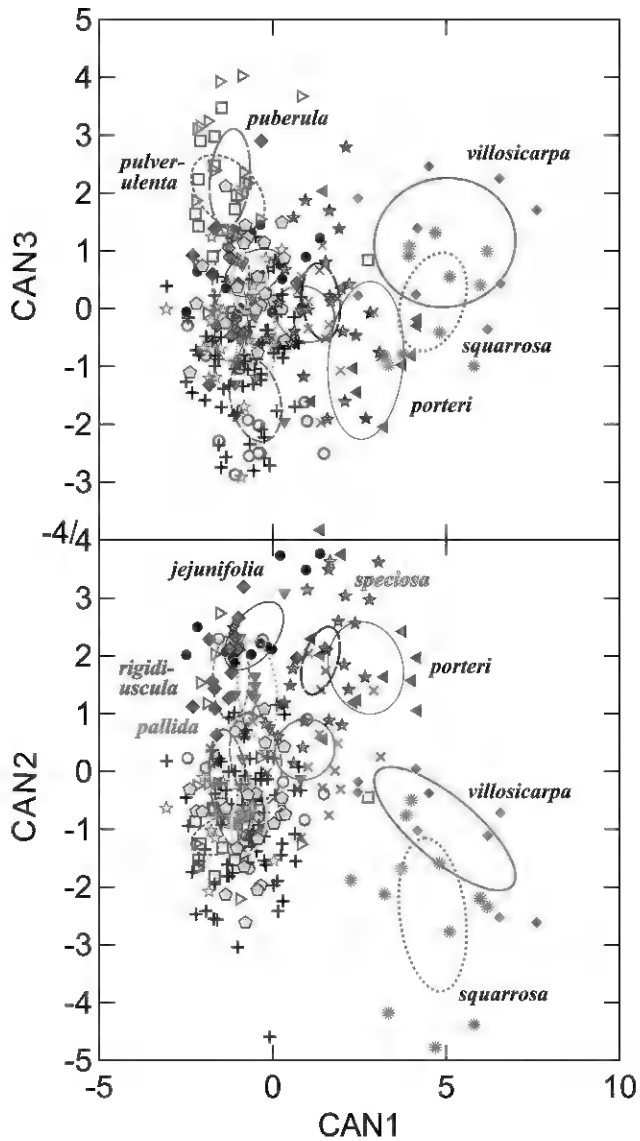 5
4
3
2
1
0
-1
-2
-3
-4/
CAN3
puberula
pulver-
ulenta
villosicarpa
squarrosa
porteri
4
3
2
1
0
-1
-2
-3
-4
-5
CAN2
jejunifolia
speciosa
rigidi-
uscula
pallida
porteri
villosicarpa
squarrosa
-5
0
5
10
CAN1